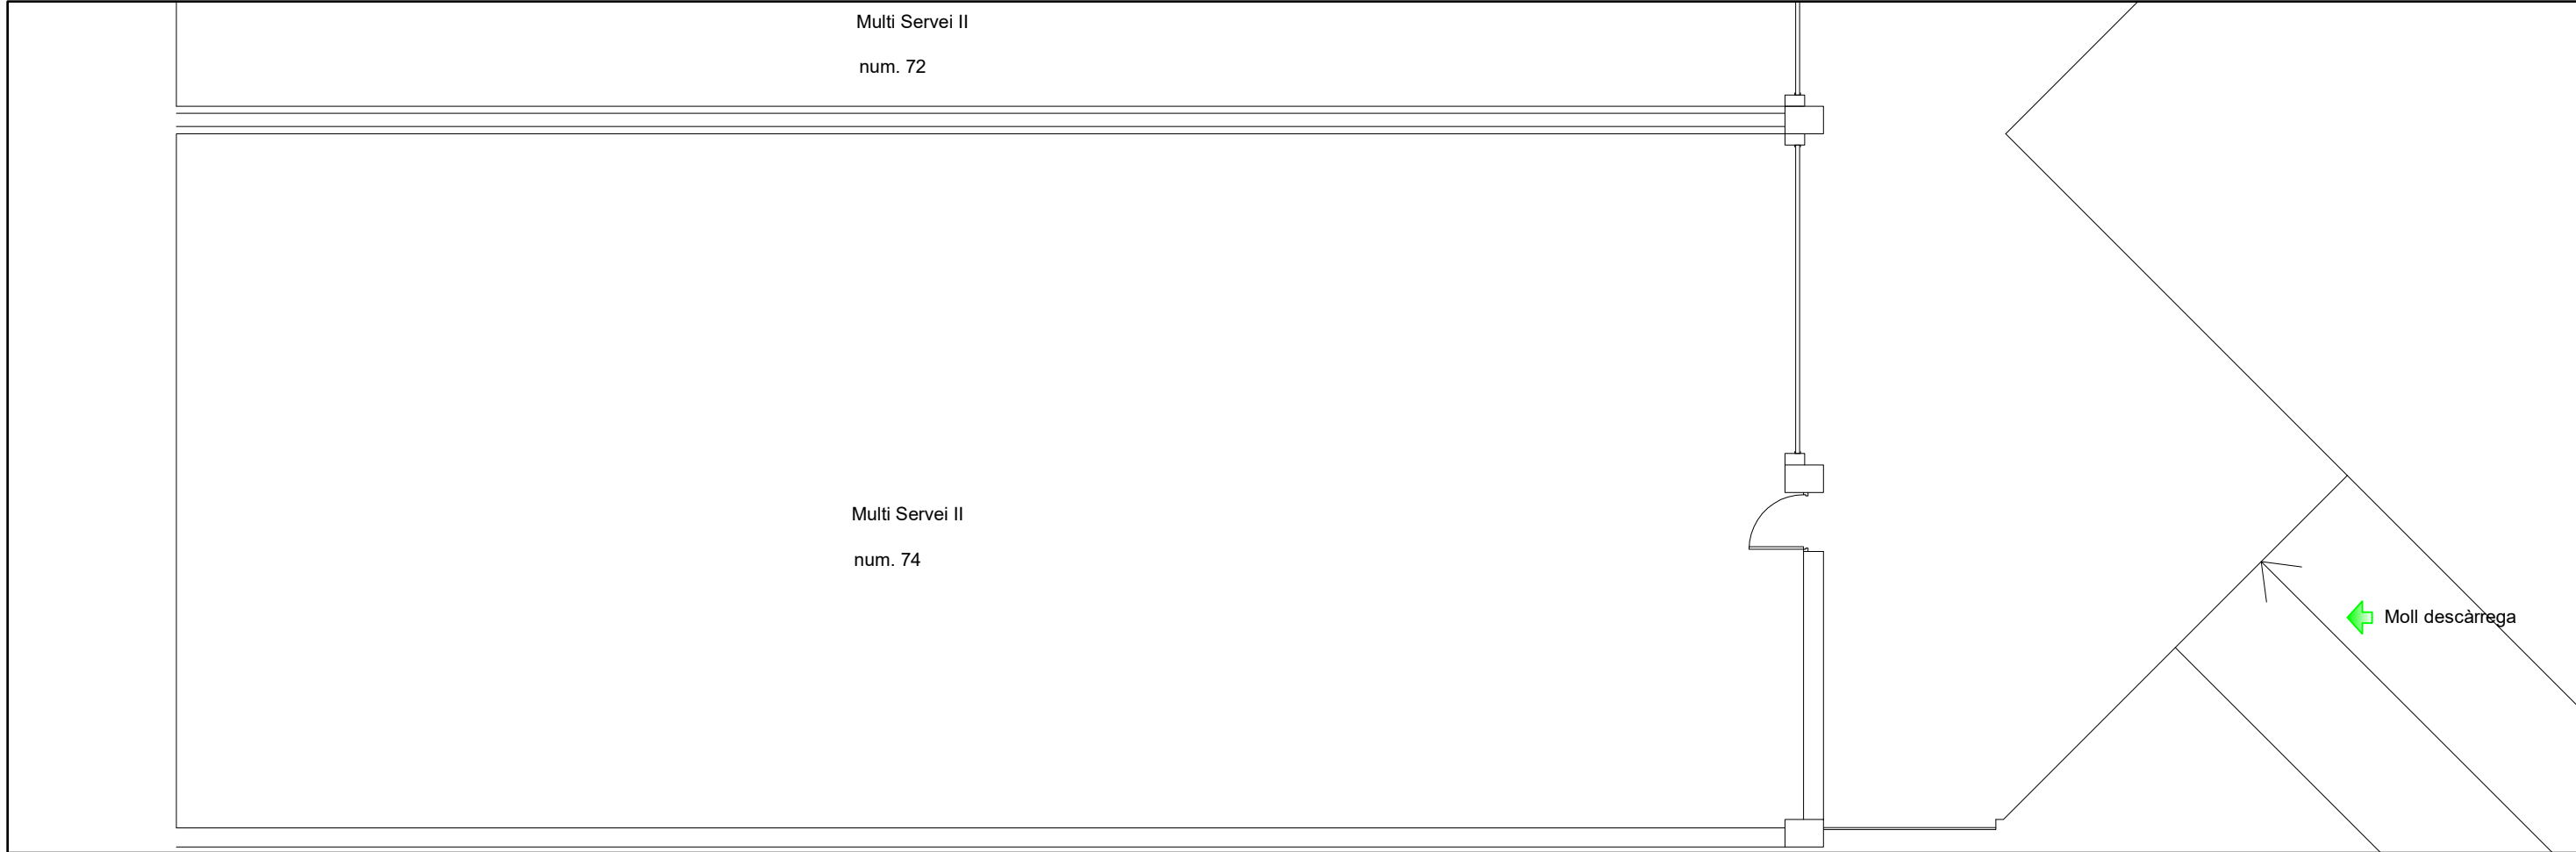 Multi Servei II
num. 72
Multi Servei II
num. 74
Moll descàrrega